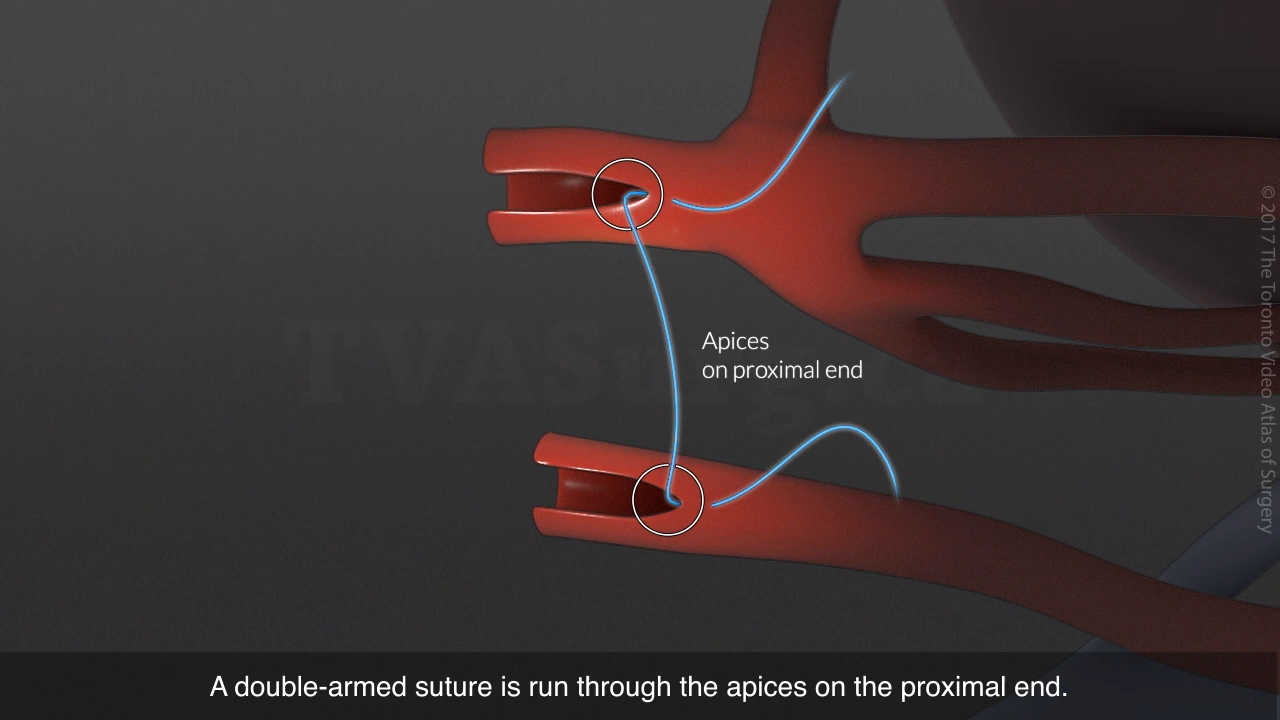 Apices
on proximal end
© 2017 The Toronto Video Atlas of Surgery
A double-armed suture is run through the apices on the proximal end.